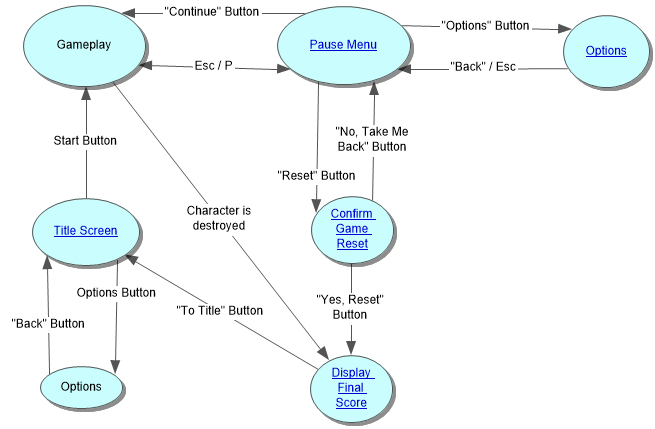 "Continue" Button
"Options" Button
Gameplay
Pause Menu
Options
Esc / P
"Back" / Esc
Start Button
"No, Take Me
Back" Button
"Reset" Button
Character is
destroyed
Confirm
Game
Reset
Title Screen
Options Button
"To Title" Button
"Yes, Reset"
Button
"Back" Button
Options
Display
Final
Score